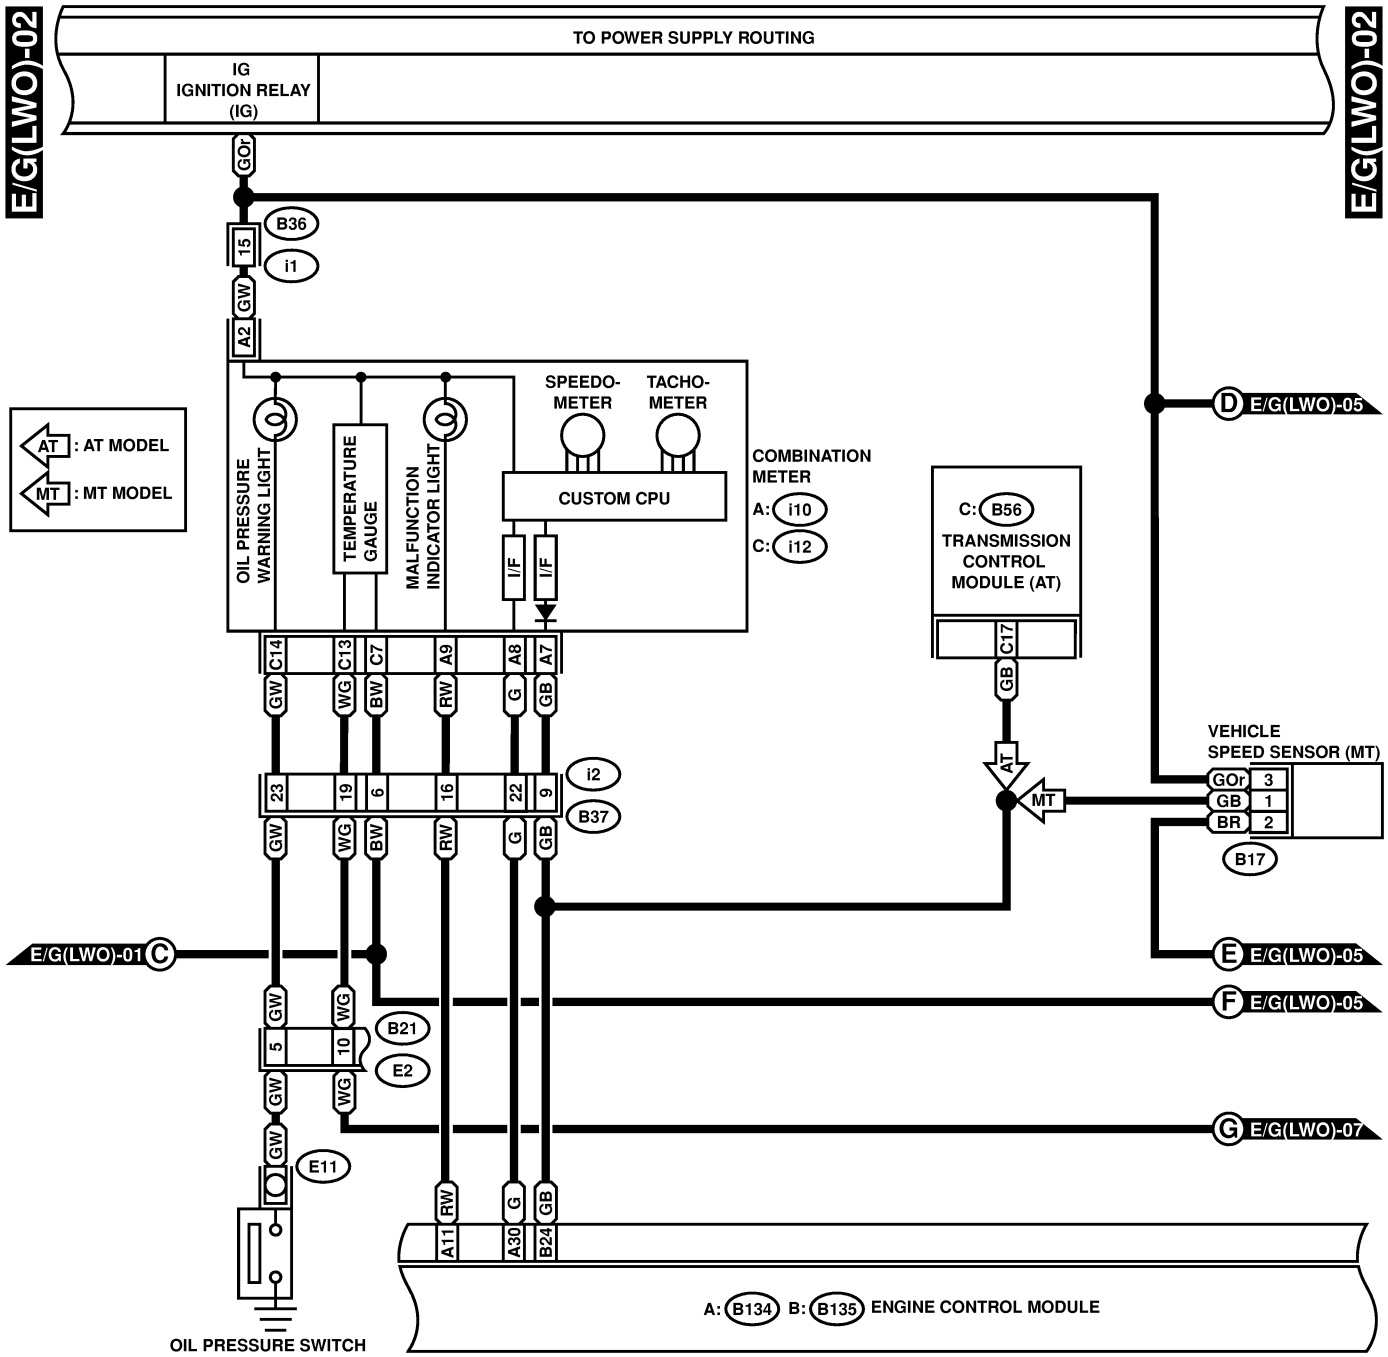 E/G(LWO)-02
TO POWER SUPPLY ROUTING
E/G(LWO)-02
IG
IGNITION RELAY
(IG)
GOr
B36
15
i1
GW
A2
SPEEDO-
METER
TACHO-
METER
D E/G(LWO)-05
AT : AT MODEL
MT : MT MODEL
OIL PRESSURE
WARNING LIGHT
TEMPERATURE
GAUGE
MALFUNCTION
INDICATOR LIGHT
CUSTOM CPU
I/F
I/F
COMBINATION
METER
A: i10
C: i12
C: B56
TRANSMISSION
CONTROL
MODULE (AT)
C17
GB
C14
C13
C7
A9
A8
A7
GW
WG
BW
RW
G
GB
AT
MT
VEHICLE
SPEED SENSOR (MT)
GOr 3
GB 1
BR 2
B17
i2
23
19
6
16
22
9
B37
GW
WG
BW
RW
G
GB
E/G(LWO)-01 C
E E/G(LWO)-05
F E/G(LWO)-05
GW
WG
B21
5
10
E2
GW
WG
G E/G(LWO)-07
GW
E11
RW
G
GB
A11
A30
B24
A: B134 B: B135 ENGINE CONTROL MODULE
OIL PRESSURE SWITCH